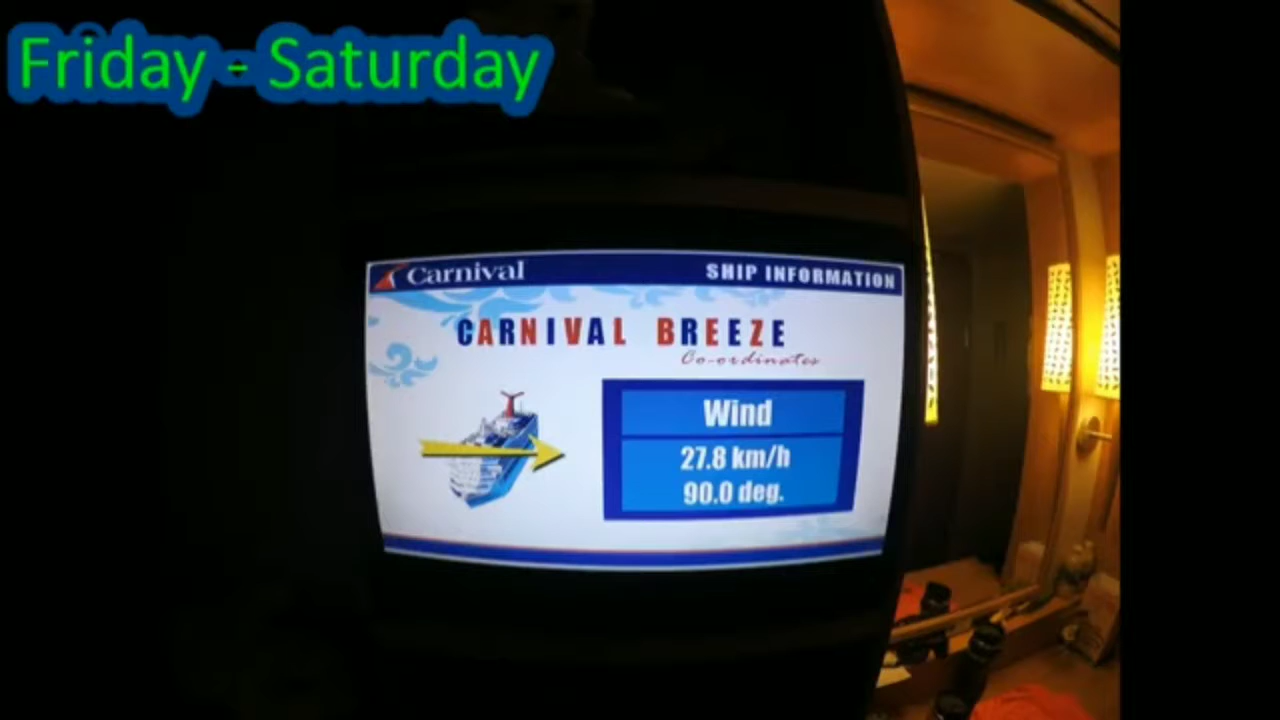 Friday - Saturday
Carnival
SHIP INFORMATION
CARNIVAL BREEZE
Co-ordinates
Wind
27.8 km/h
90.0 deg.